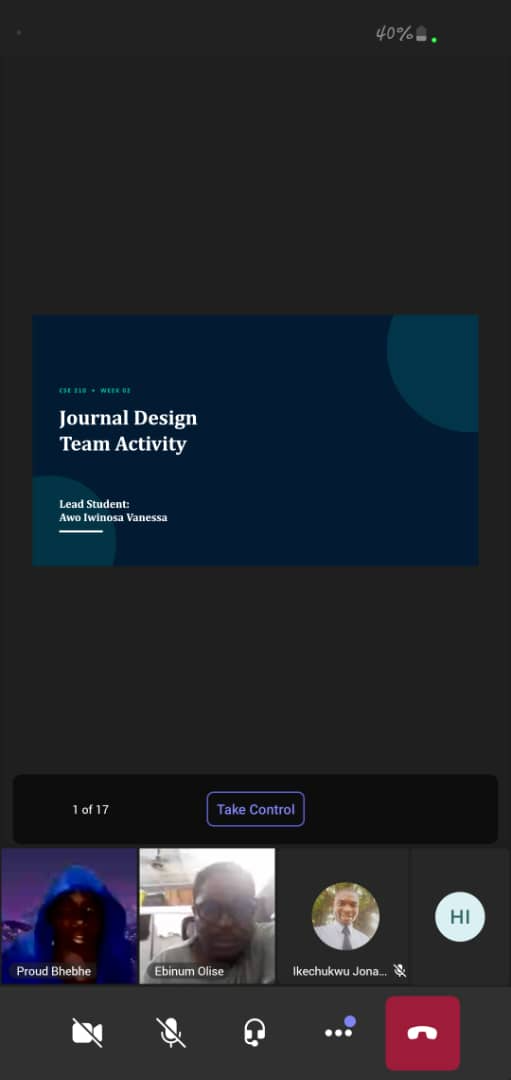 40%
CSE 210 • WEEK 02
Journal Design
Team Activity
Lead Student:
Awo Iwinosa Vanessa
1 of 17
Take Control
Proud Bhebhe
Ebinum Olise
Ikechukwu Jona...
HI